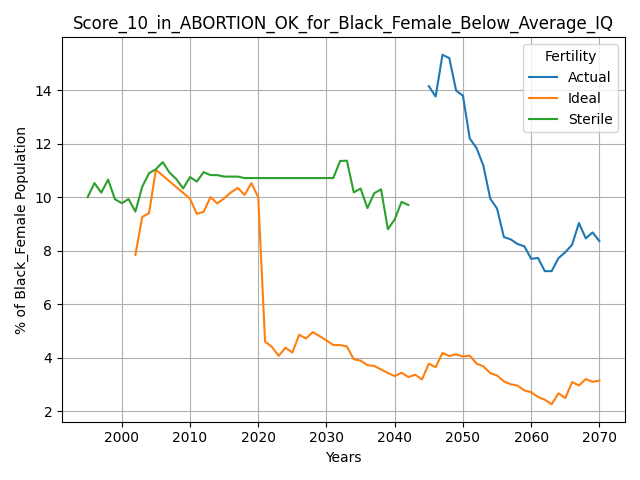 Score_10_in_ABORTION_OK_for_Black_Female_Below_Average_IQ
Fertility
Actual
Ideal
Sterile
% of Black_Female Population
14
12
10
8
6
4
2
2000 2010 2020 2030 2040 2050 2060 2070
Years